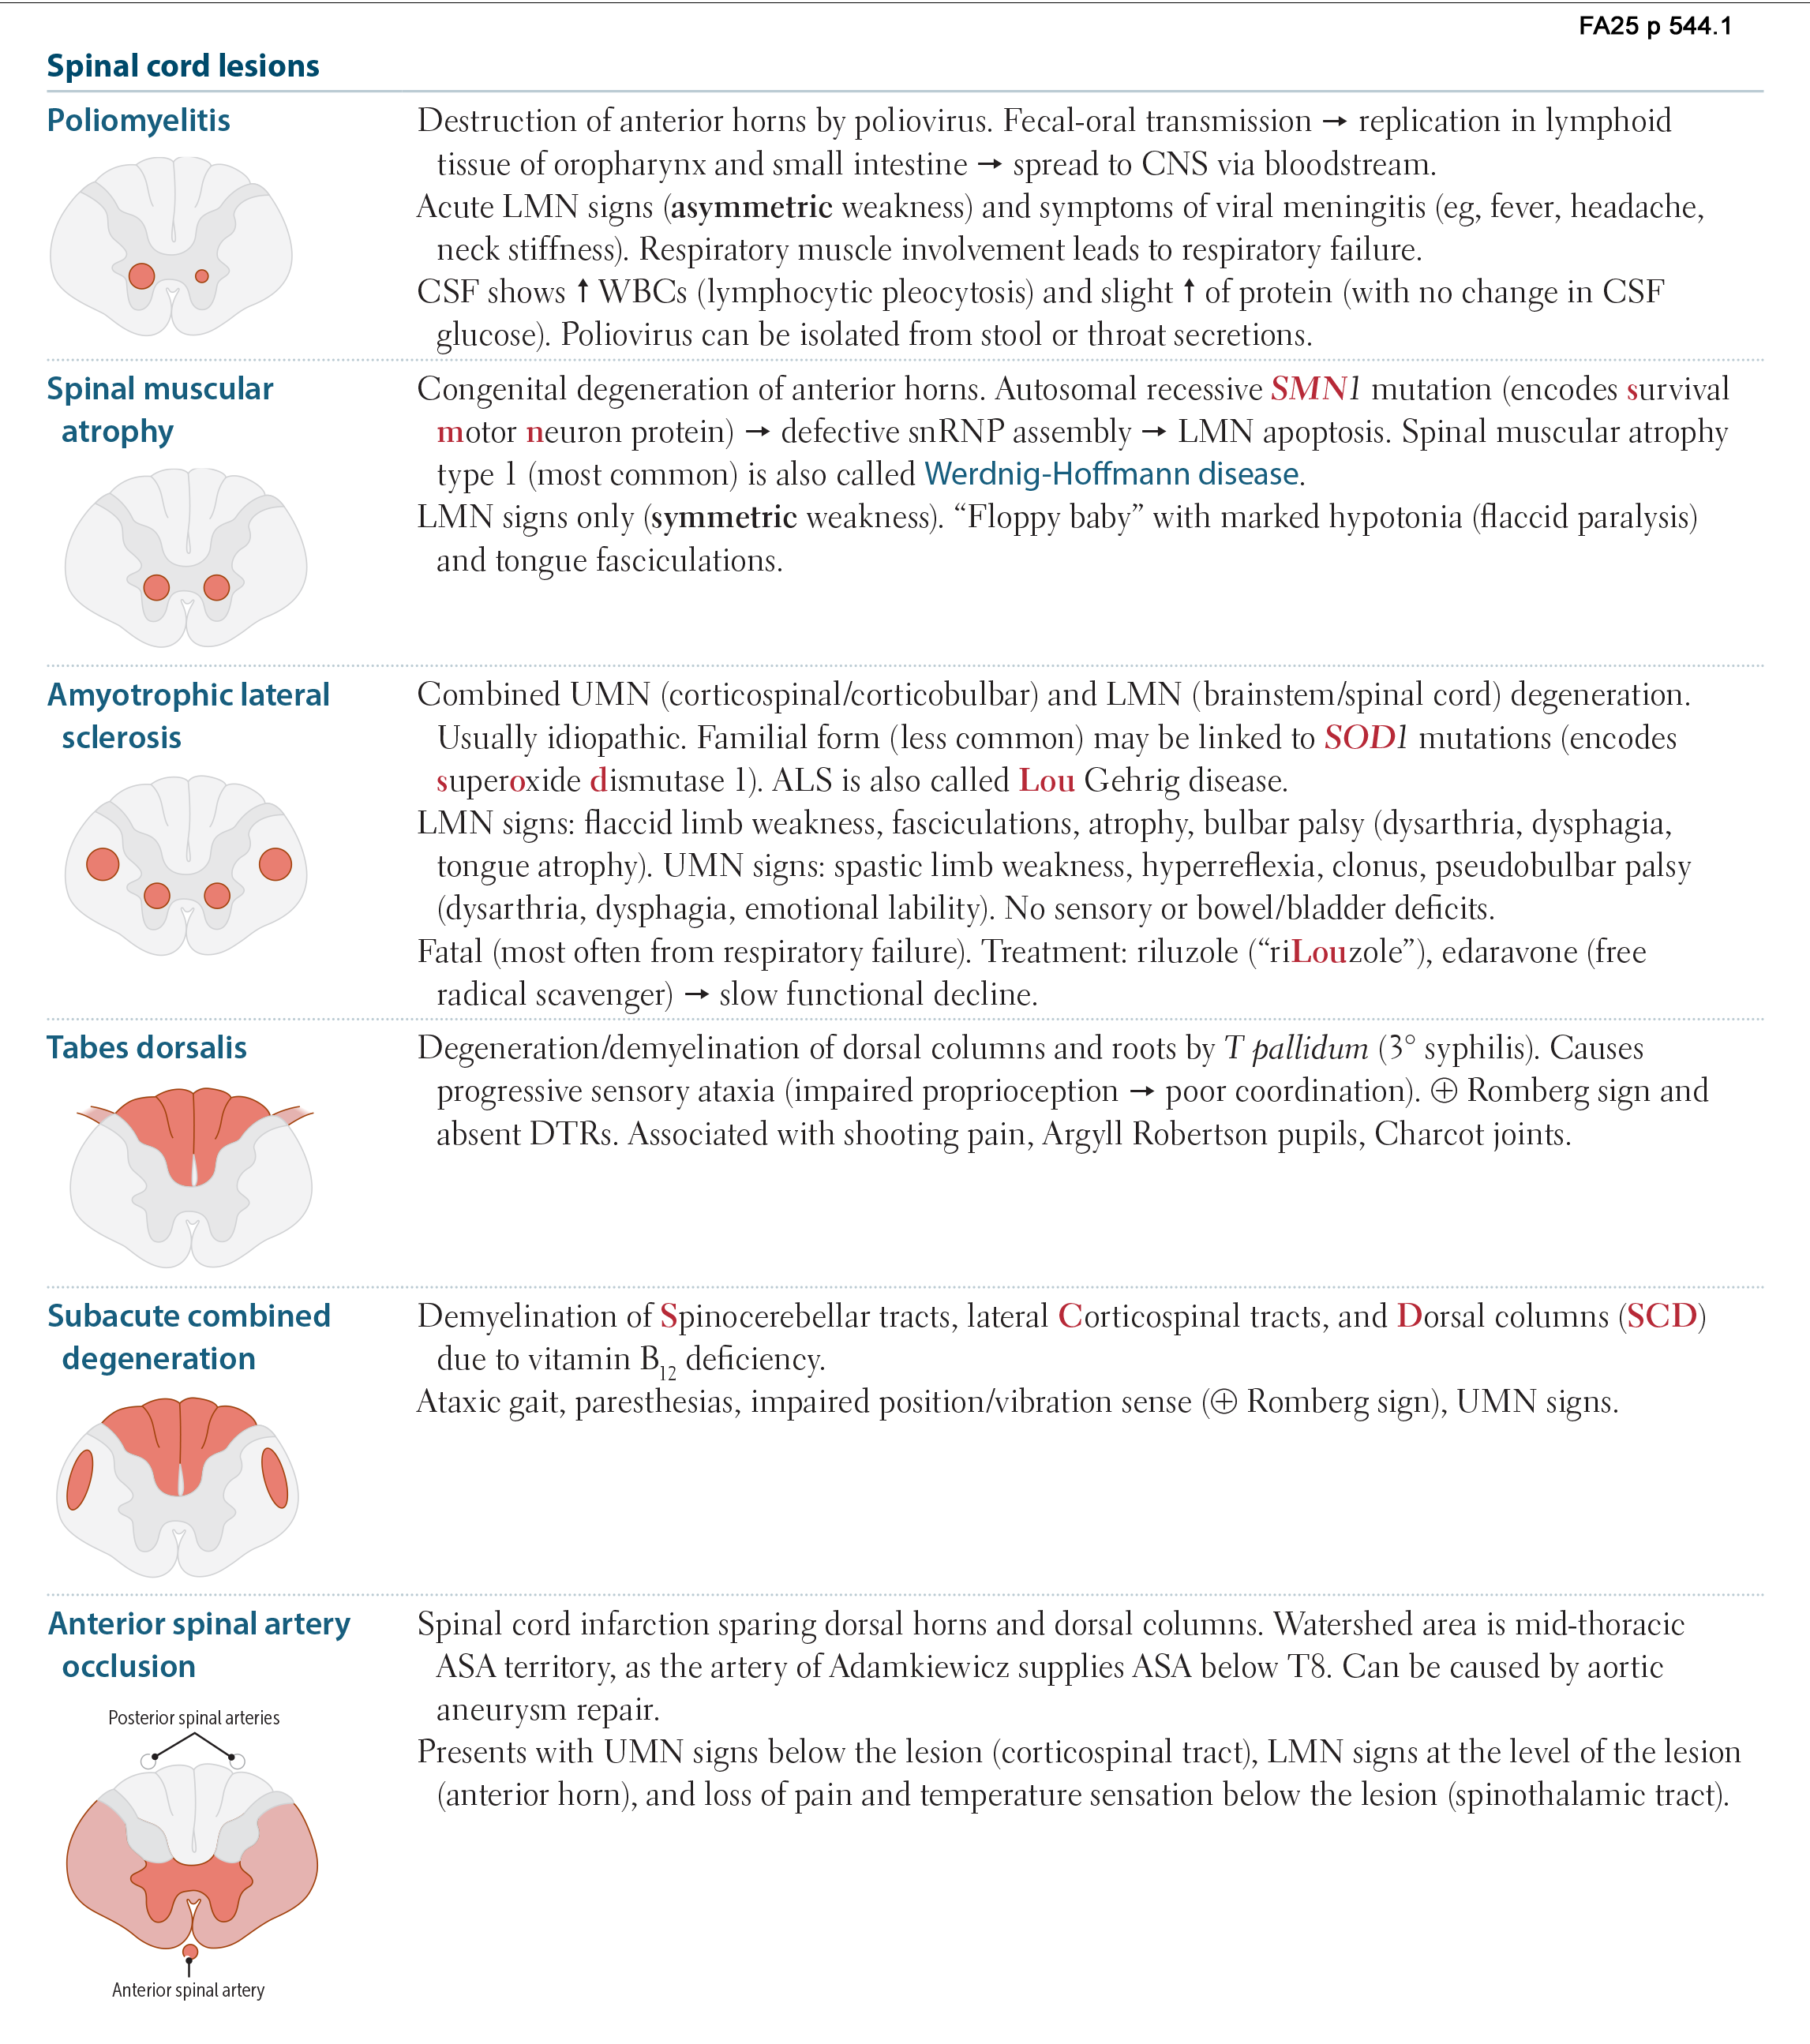 FA25 p 544.1
Spinal cord lesions
Poliomyelitis
Destruction of anterior horns by poliovirus. Fecal-oral transmission → replication in lymphoid
tissue of oropharynx and small intestine → spread to CNS via bloodstream.
Acute LMN signs (asymmetric weakness) and symptoms of viral meningitis (eg, fever, headache,
neck stiffness). Respiratory muscle involvement leads to respiratory failure.
CSF shows ↑ WBCs (lymphocytic pleocytosis) and slight ↑ of protein (with no change in CSF
glucose). Poliovirus can be isolated from stool or throat secretions.
Spinal muscular
atrophy
Congenital degeneration of anterior horns. Autosomal recessive SMN1 mutation (encodes survival
motor neuron protein) → defective snRNP assembly → LMN apoptosis. Spinal muscular atrophy
type 1 (most common) is also called Werdnig-Hoffmann disease.
LMN signs only (symmetric weakness). “Floppy baby” with marked hypotonia (flaccid paralysis)
and tongue fasciculations.
Amyotrophic lateral
sclerosis
Combined UMN (corticospinal/corticobulbar) and LMN (brainstem/spinal cord) degeneration.
Usually idiopathic. Familial form (less common) may be linked to SOD1 mutations (encodes
superoxide dismutase 1). ALS is also called Lou Gehrig disease.
LMN signs: flaccid limb weakness, fasciculations, atrophy, bulbar palsy (dysarthria, dysphagia,
tongue atrophy). UMN signs: spastic limb weakness, hyperreflexia, clonus, pseudobulbar palsy
(dysarthria, dysphagia, emotional lability). No sensory or bowel/bladder deficits.
Fatal (most often from respiratory failure). Treatment: riluzole (“riLouzole”), edaravone (free
radical scavenger) → slow functional decline.
Tabes dorsalis
Degeneration/demyelination of dorsal columns and roots by T pallidum (3° syphilis). Causes
progressive sensory ataxia (impaired proprioception → poor coordination). ⊕ Romberg sign and
absent DTRs. Associated with shooting pain, Argyll Robertson pupils, Charcot joints.
Subacute combined
degeneration
Demyelination of Spinocerebellar tracts, lateral Corticospinal tracts, and Dorsal columns (SCD)
due to vitamin B12 deficiency.
Ataxic gait, paresthesias, impaired position/vibration sense (⊕ Romberg sign), UMN signs.
Anterior spinal artery
occlusion
Spinal cord infarction sparing dorsal horns and dorsal columns. Watershed area is mid-thoracic
ASA territory, as the artery of Adamkiewicz supplies ASA below T8. Can be caused by aortic
aneurysm repair.
Presents with UMN signs below the lesion (corticospinal tract), LMN signs at the level of the lesion
(anterior horn), and loss of pain and temperature sensation below the lesion (spinothalamic tract).
Posterior spinal arteries
Anterior spinal artery